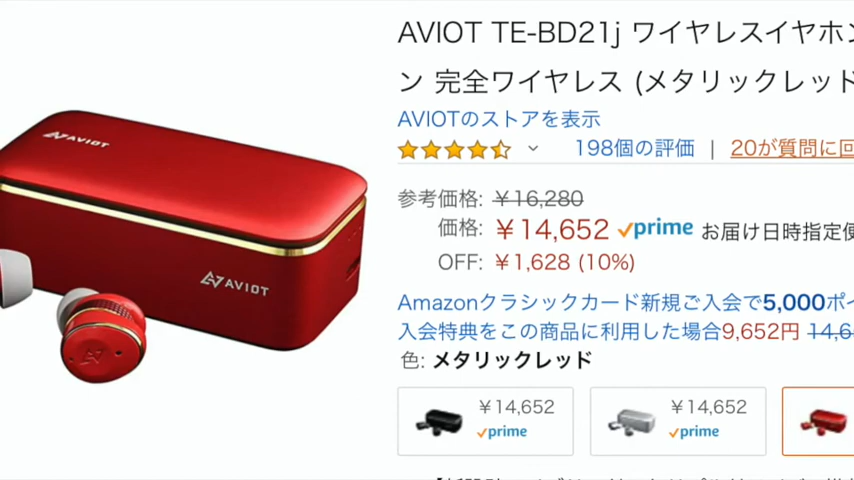 AVIOT TE-BD21j ワイヤレスイヤホ
ン 完全ワイヤレス (メタリックレッド
AVIOTのストアを表示
198個の評価 | 20が質問に回
参考価格: ￥16,280
価格: ￥14,652 prime お届け日時指定便
OFF: ￥1,628 (10%)
Amazonクラシックカード新規ご入会で5,000ポイ
入会特典をこの商品に利用した場合9,652円 14,6
色: メタリックレッド
￥14,652
prime
￥14,652
prime
AVIOT
AVIOT